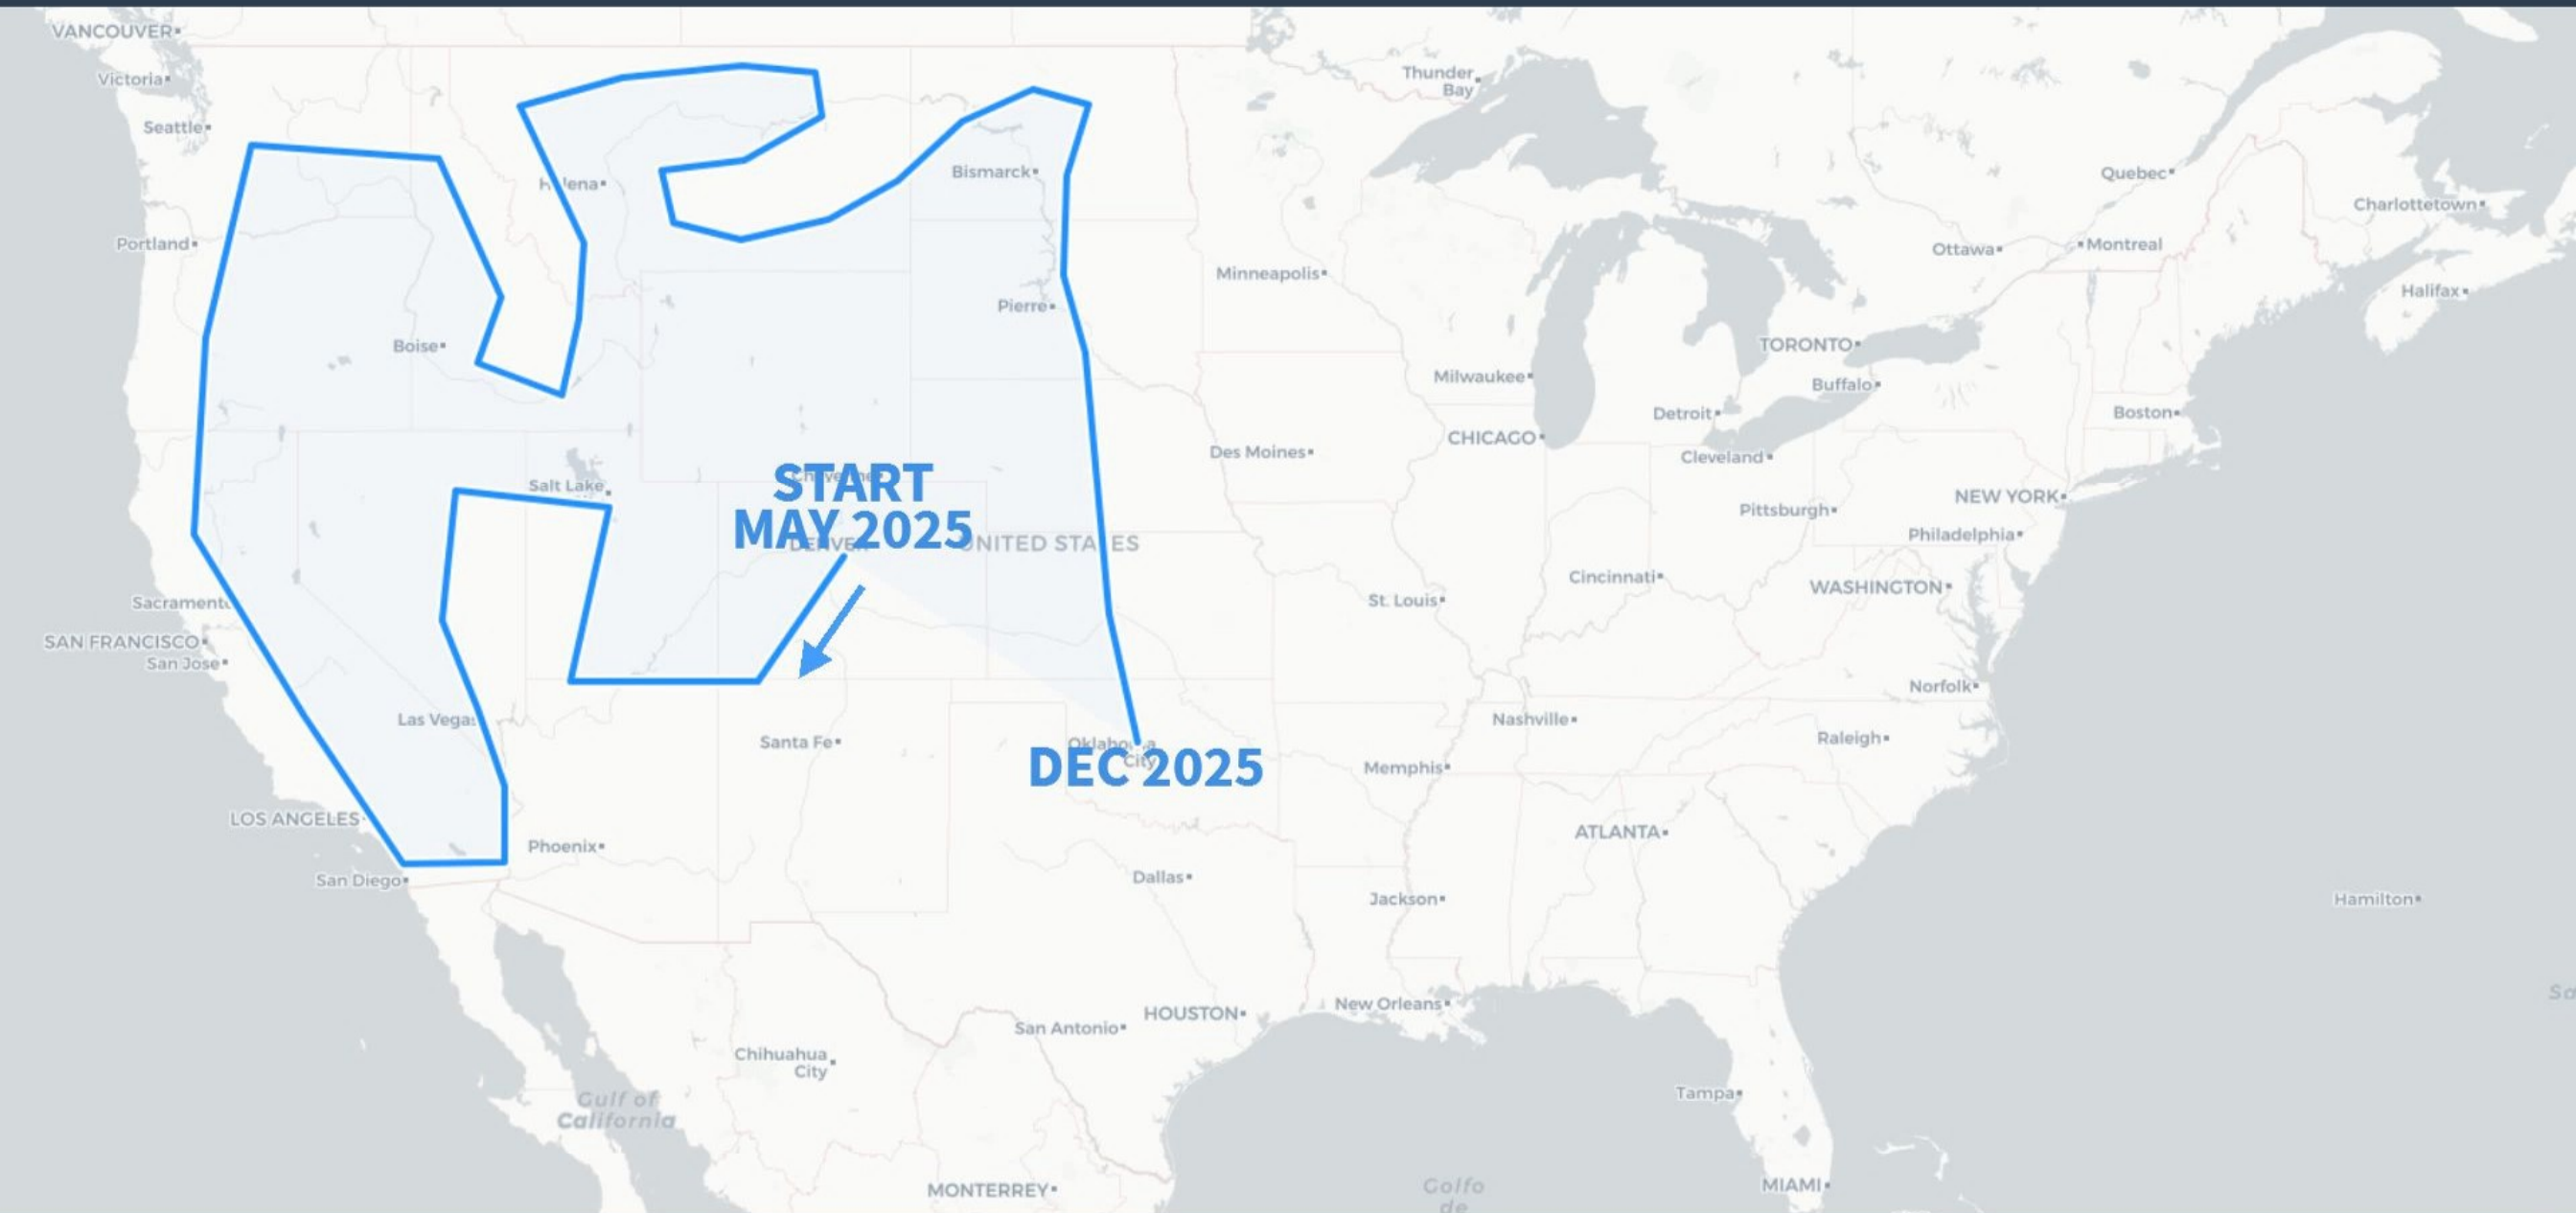 VANCOUVER
Victoria
Seattle
Portland
Helena
Bismarck
Thunder
Bay
Quebec
Charlottetown
Ottawa
Montreal
Minneapolis
Halifax
Pierre
Boise
TORONTO
Milwaukee
Buffalo
Detroit
Boston
CHICAGO
Des Moines
Cleveland
START
Cheyenne
Salt Lake
NEW YORK
Pittsburgh
MAY 2025
DENVER
UNITED STATES
Philadelphia
Cincinnati
WASHINGTON
St. Louis
Sacramento
SAN FRANCISCO
San Jose
Norfolk
Las Vegas
Nashville
Santa Fe
Oklahoma
City
Raleigh
DEC 2025
Memphis
LOS ANGELES
Phoenix
ATLANTA
San Diego
Dallas
Jackson
Hamilton
New Orleans
HOUSTON
San Antonio
Chihuahua
City
Gulf of
California
Tampa
MONTERREY
Golfo
de
MIAMI
Sa